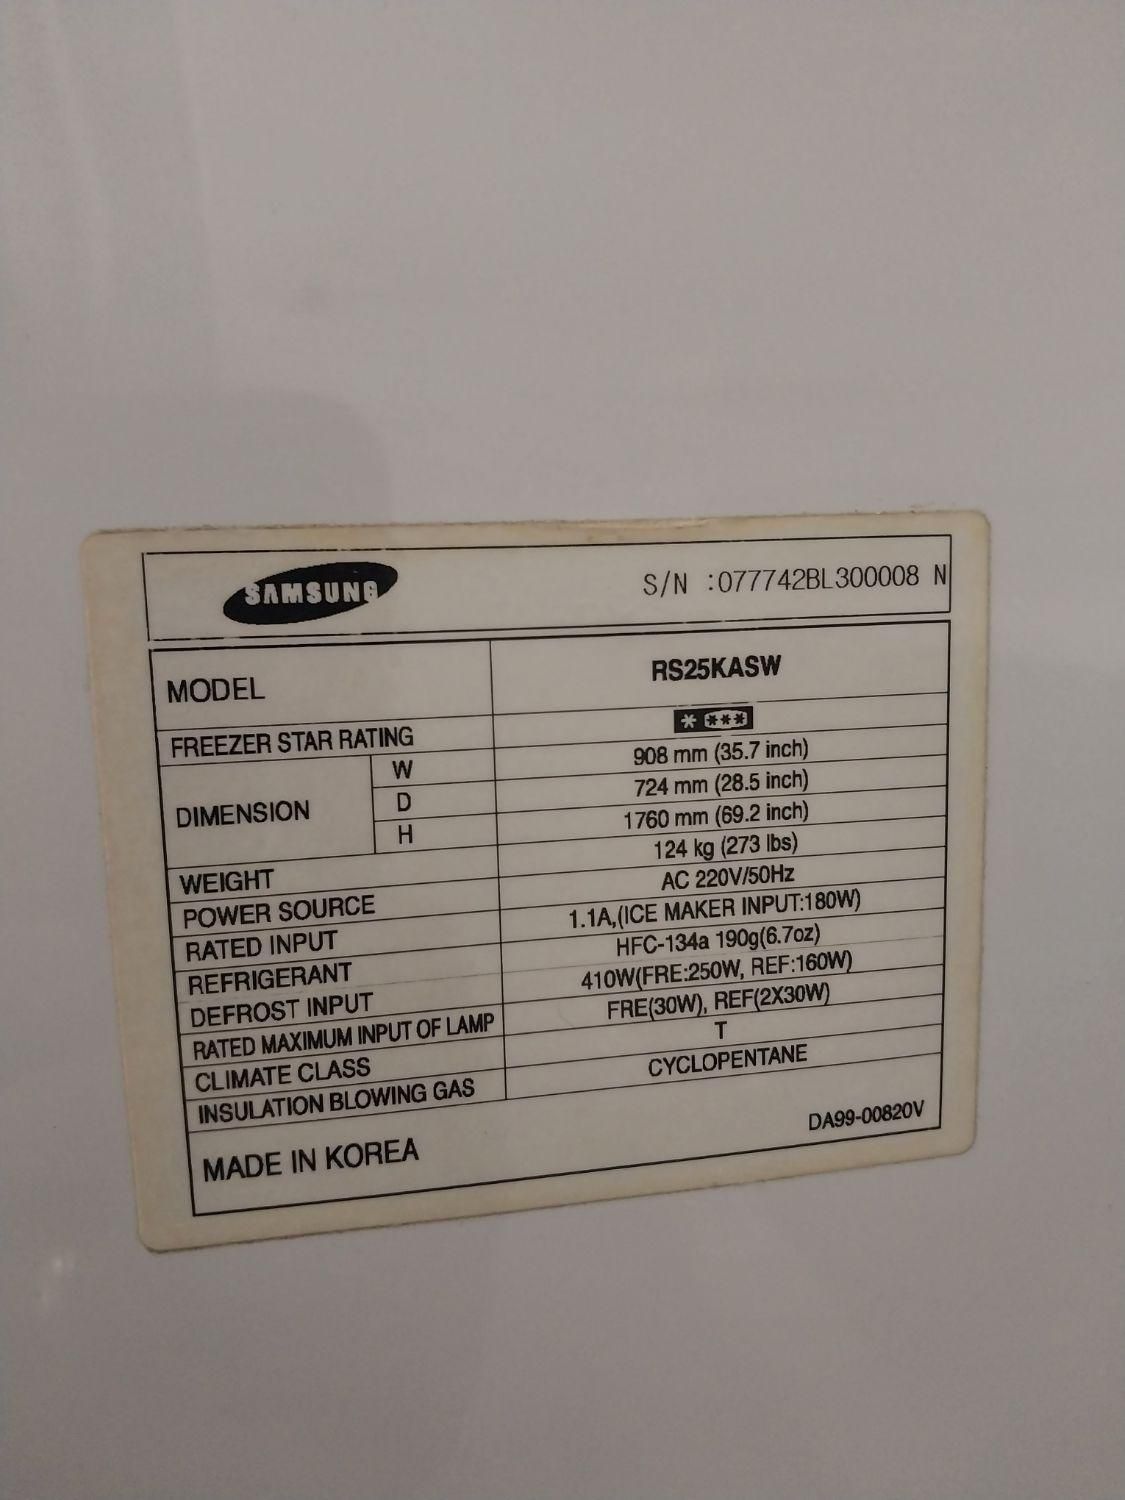 SAMSUNG S/N :077742BL300008 N
MODEL RS25KASW
FREEZER STAR RATING * ***
DIMENSION W 908 mm (35.7 inch)
D 724 mm (28.5 inch)
H 1760 mm (69.2 inch)
WEIGHT 124 kg (273 lbs)
POWER SOURCE AC 220V/50Hz
RATED INPUT 1.1A,(ICE MAKER INPUT:180W)
REFRIGERANT HFC-134a 190g(6.7oz)
DEFROST INPUT 410W(FRE:250W, REF:160W)
RATED MAXIMUM INPUT OF LAMP FRE(30W), REF(2X30W)
CLIMATE CLASS T
INSULATION BLOWING GAS CYCLOPENTANE
MADE IN KOREA DA99-00820V